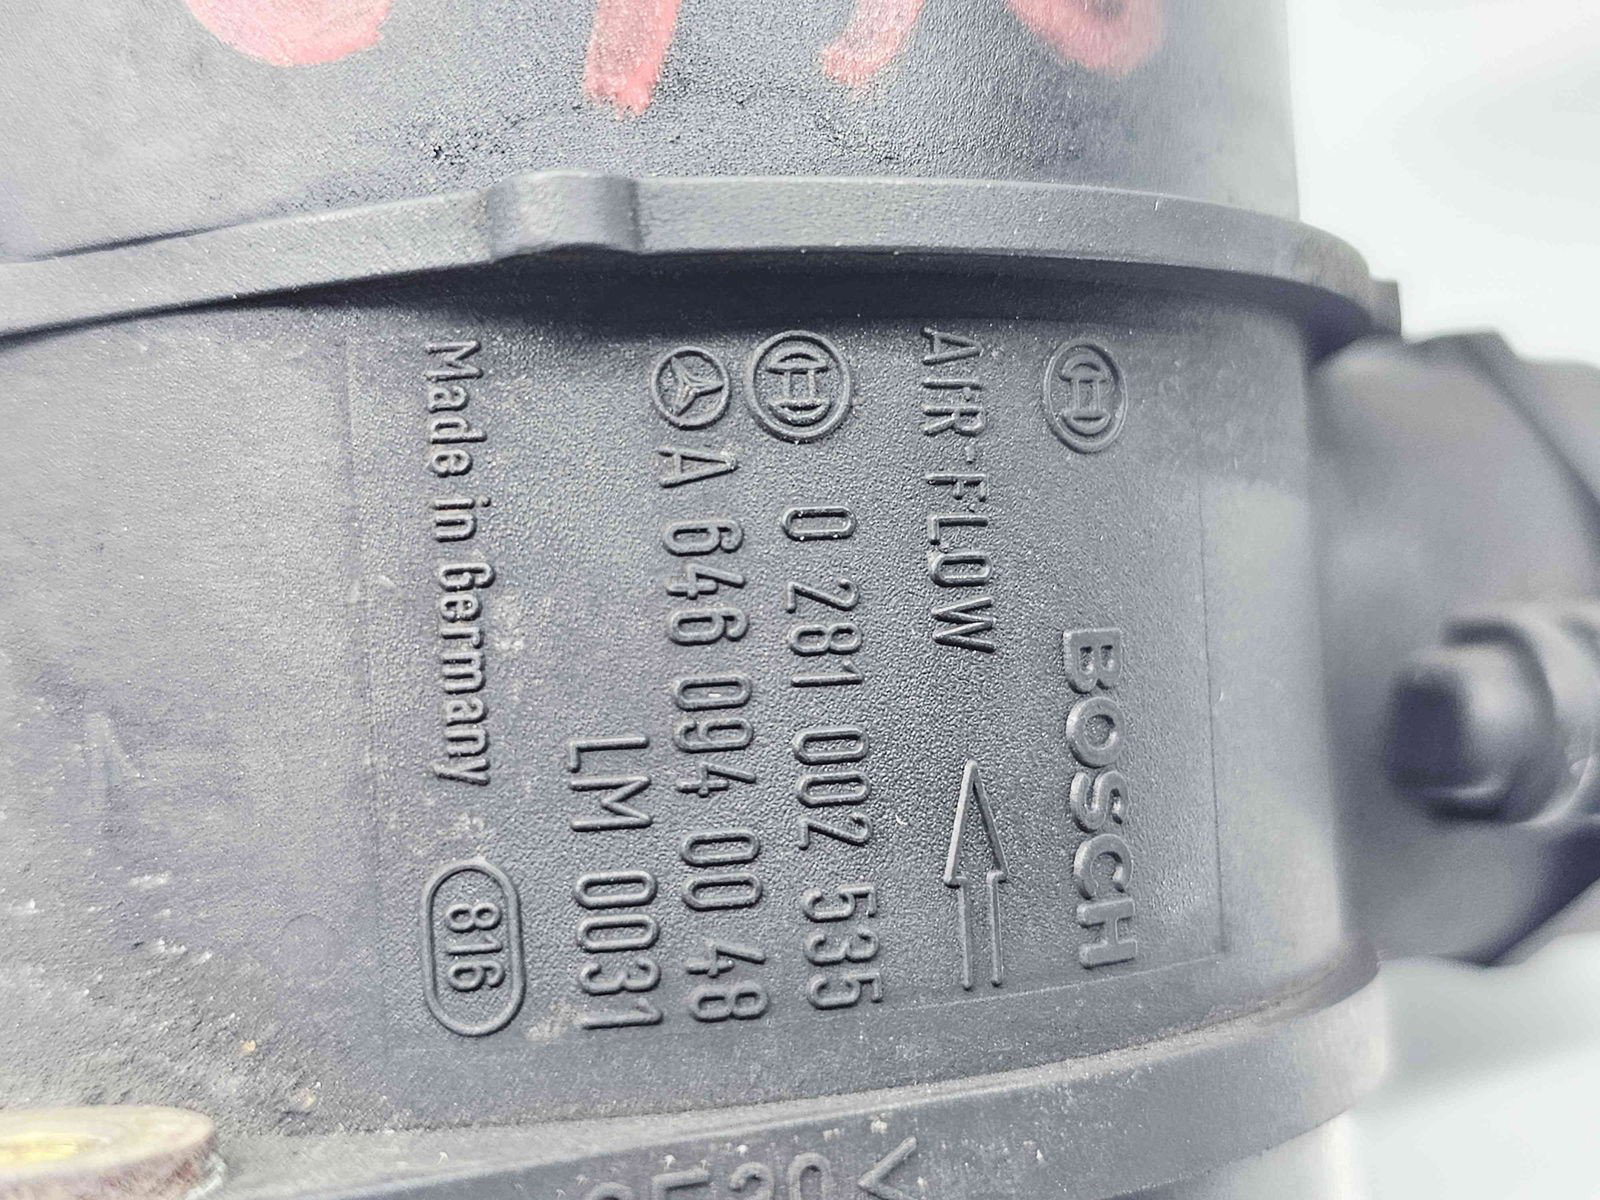 BOSCH
AIR-FLOW
0 281 002 535
A 646 094 00 48
LM 0031
Made in Germany 816